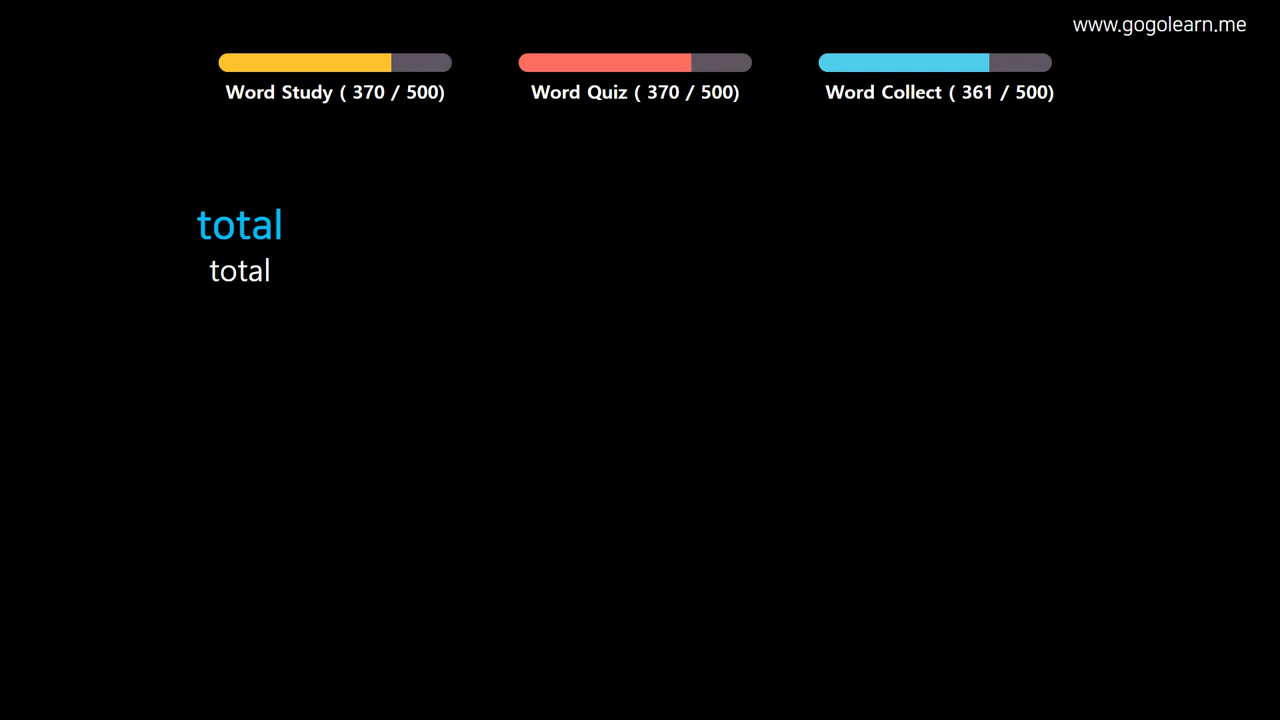 www.gogolearn.me
Word Study ( 370 / 500)
Word Quiz ( 370 / 500)
Word Collect ( 361 / 500)
total
total